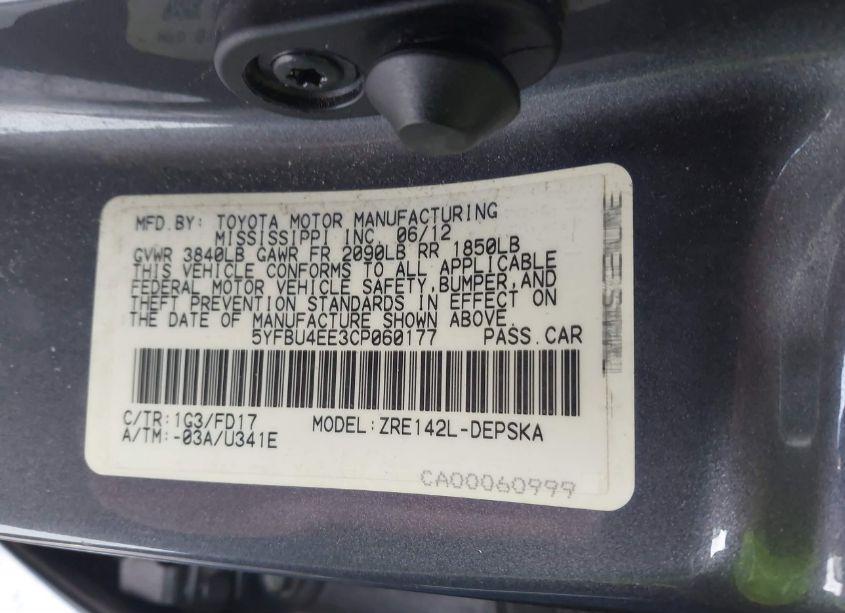 MFD.BY: TOYOTA MOTOR MANUFACTURING
MISSISSIPPI INC. 06/12
GVWR 3840LB GAWR FR 2090LB RR 1850LB
THIS VEHICLE CONFORMS TO ALL APPLICABLE
FEDERAL MOTOR VEHICLE SAFETY,BUMPER,AND
THEFT PREVENTION STANDARDS IN EFFECT ON
THE DATE OF MANUFACTURE SHOWN ABOVE.
5YFBU4EE3CP060177 PASS.CAR
C/TR:1G3/FD17 MODEL:ZRE142L-DEPSKA
A/TM:-03A/U341E
CA00060999